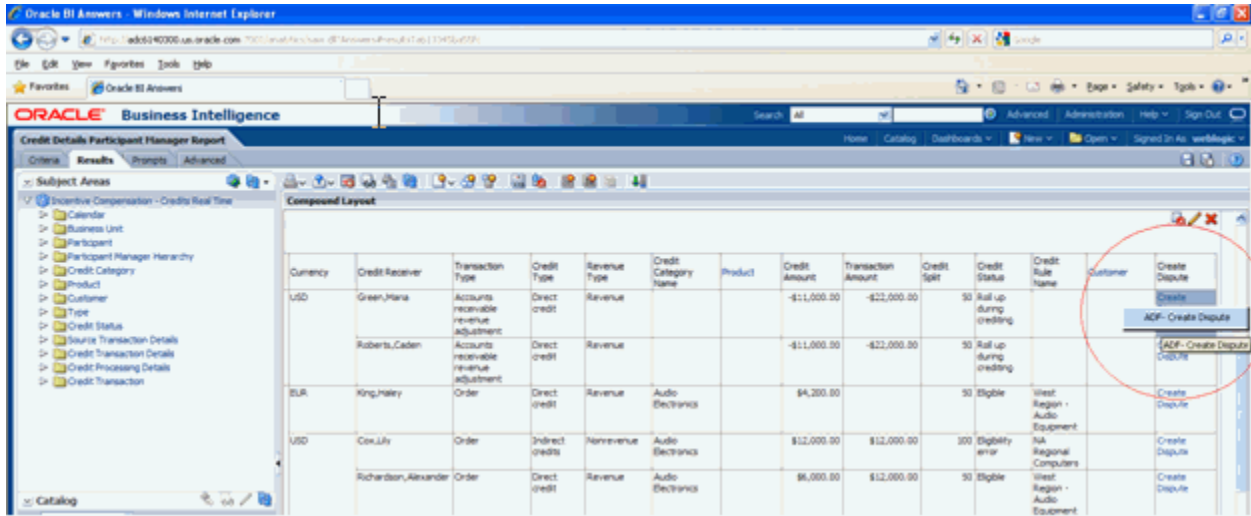 Oracle BI Answers - Windows Internet Explorer
File Edit View Favorites Tools Help
Favorites Oracle BI Answers
Page Safety Tools
ORACLE Business Intelligence
Search All Advanced Administration Help Sign Out
Credit Details Participant Manager Report
Home Catalog Dashboards New Open Signed In As weblogic
Criteria Results Prompts Advanced
Subject Areas
Incentive Compensation - Credits Real Time
Calendar
Business Unit
Participant
Participant Manager Hierarchy
Credit Category
Product
Customer
Type
Credit Status
Source Transaction Details
Credit Transaction Details
Credit Processing Details
Credit Transaction
Catalog
Compound Layout
Currency Credit Receiver Transaction Type Credit Type Revenue Type Credit Category Name Product Credit Amount Transaction Amount Credit Split Credit Status Credit Rule Name Customer Create Dispute
USD Green,Maria Accounts receivable revenue adjustment Direct credit Revenue -$11,000.00 -$22,000.00 50 Roll up during crediting Create
ADF- Create Dispute
ADF- Create Dispute
Roberts,Caden Accounts receivable revenue adjustment Direct credit Revenue -$11,000.00 -$22,000.00 50 Roll up during crediting Dispute
EUR King,Haley Order Direct credit Revenue Audio Electronics $4,200.00 50 Eligible West Region - Audio Equipment Create Dispute
USD Cox,Lily Order Indirect credits Nonrevenue Audio Electronics $12,000.00 $12,000.00 100 Eligibility error NA Regional Computers Create Dispute
Richardson,Alexander Order Direct credit Revenue Audio Electronics $6,000.00 $12,000.00 50 Eligible West Region - Audio Equipment Create Dispute